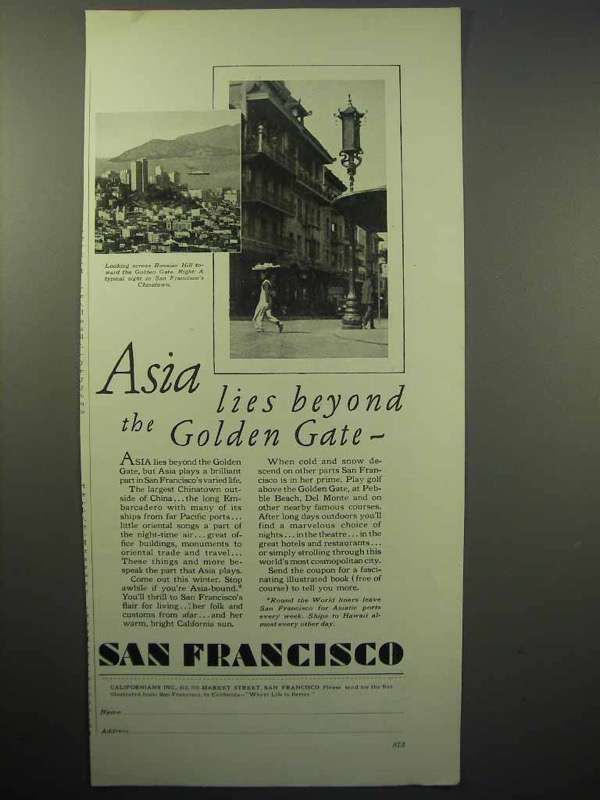 Looking across Russian Hill to-
ward the Golden Gate. Right: A
typical sight in San Francisco's
Chinatown.
Asia lies beyond
the Golden Gate~
ASIA lies beyond the Golden
Gate, but Asia plays a brilliant
part in San Francisco's varied life.
The largest Chinatown out-
side of China...the long Em-
barcadero with many of its
ships from far Pacific ports...
little oriental songs a part of
the night-time air...great of-
fice buildings, monuments to
oriental trade and travel...
These things and more be-
speak the part that Asia plays.
Come out this winter. Stop
awhile if you're Asia-bound.*
You'll thrill to San Francisco's
flair for living...her folk and
customs from afar...and her
warm, bright California sun.
When cold and snow de-
scend on other parts San Fran-
cisco is in her prime. Play golf
above the Golden Gate, at Peb-
ble Beach, Del Monte and on
other nearby famous courses.
After long days outdoors you'll
find a marvelous choice of
nights...in the theatre...in the
great hotels and restaurants...
or simply strolling through this
world's most cosmopolitan city.
Send the coupon for a fasci-
nating illustrated book (free of
course) to tell you more.
*Round the World liners leave
San Francisco for Asiatic ports
every week. Ships to Hawaii al-
most every other day.
SAN FRANCISCO
CALIFORNIANS INC., MARKET STREET, SAN FRANCISCO Please send me the free
illustrated book: San Francisco, in California—"Where Life is Better."
Name
Address